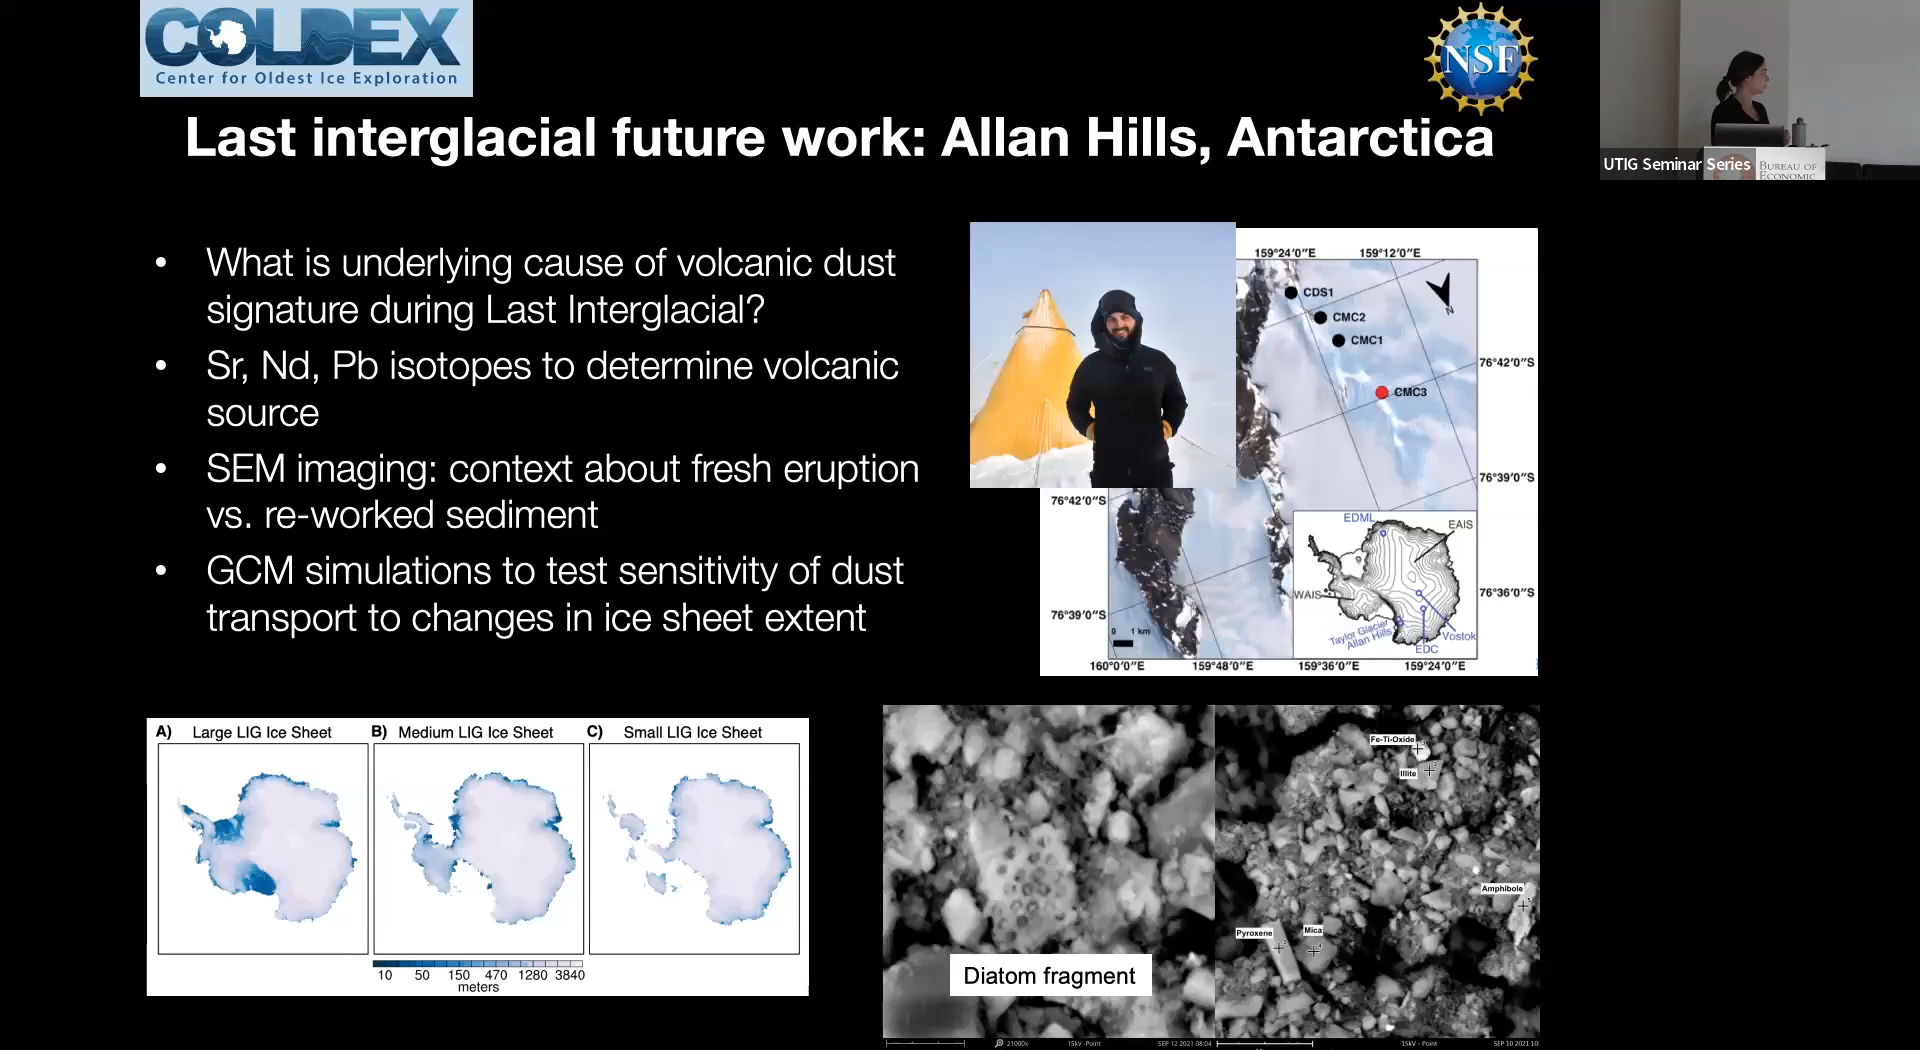 COLDEX
Center for Oldest Ice Exploration
NSF
UTIG Seminar Series
BUREAU OF
ECONOMIC
Last interglacial future work: Allan Hills, Antarctica
• What is underlying cause of volcanic dust
signature during Last Interglacial?
• Sr, Nd, Pb isotopes to determine volcanic
source
• SEM imaging: context about fresh eruption
vs. re-worked sediment
• GCM simulations to test sensitivity of dust
transport to changes in ice sheet extent
159°24'0"E 159°12'0"E
CDS1
CMC2
CMC1
CMC3
N
76°42'0"S
76°39'0"S
76°36'0"S
76°42'0"S
76°39'0"S
0 1 km
EDML
EAIS
WAIS
Taylor Glacier
Allan Hills
Vostok
EDC
160°0'0"E 159°48'0"E 159°36'0"E 159°24'0"E
A) Large LIG Ice Sheet B) Medium LIG Ice Sheet C) Small LIG Ice Sheet
10 50 150 470 1280 3840
meters
Diatom fragment
Fe-Ti-Oxide
Illite
Amphibole
Pyroxene
Mica
21000x 15kV -Point SEP 12 2021 08:04
15kV - Point SEP 10 2021 10: